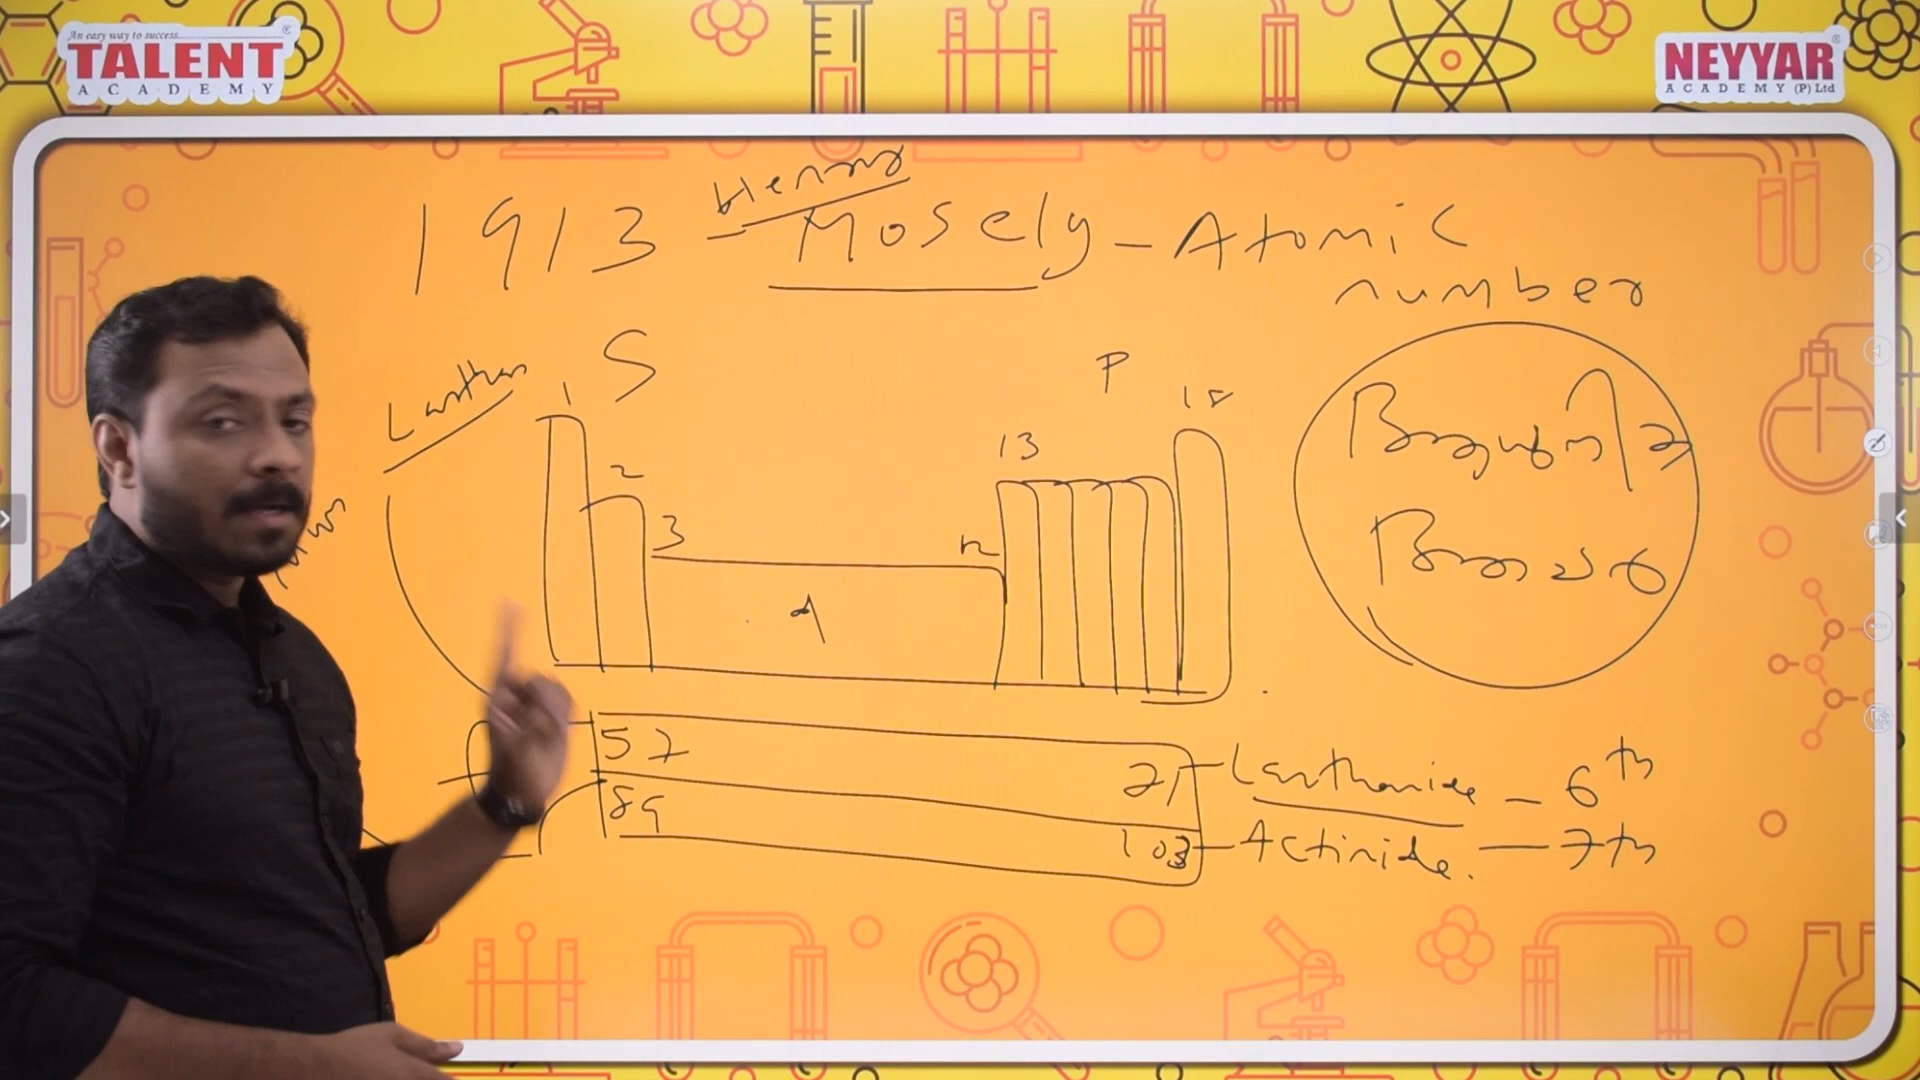 An easy way to success.......
TALENT
ACADEMY
NEYYAR
ACADEMY (P) Ltd
Henry
1913 - Mosely - Atomic
number
S
P
1
18
13
2
3
12
d
57
71 Lanthanide - 6th
89
103 Actinide. - 7th